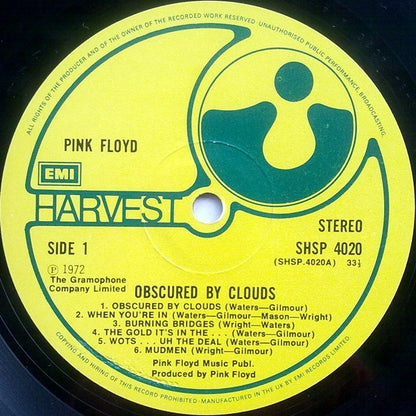 ALL RIGHTS OF THE PRODUCER AND OF THE OWNER OF THE RECORDED WORK RESERVED. UNAUTHORISED PUBLIC PERFORMANCE, BROADCASTING,
PINK FLOYD
EMI
HARVEST
SIDE 1
STEREO
SHSP 4020
(SHSP.4020A) 33⅓
Ⓟ 1972
The Gramophone
Company Limited
OBSCURED BY CLOUDS
1. OBSCURED BY CLOUDS (Waters—Gilmour)
2. WHEN YOU'RE IN (Waters—Gilmour—Mason—Wright)
3. BURNING BRIDGES (Wright—Waters)
4. THE GOLD IT'S IN THE . . . (Waters—Gilmour)
5. WOTS . . . UH THE DEAL (Waters—Gilmour)
6. MUDMEN (Wright—Gilmour)
Pink Floyd Music Publ.
Produced by Pink Floyd
COPYING AND HIRING OF THIS RECORD PROHIBITED. MANUFACTURED IN THE UK BY EMI RECORDS LIMITED